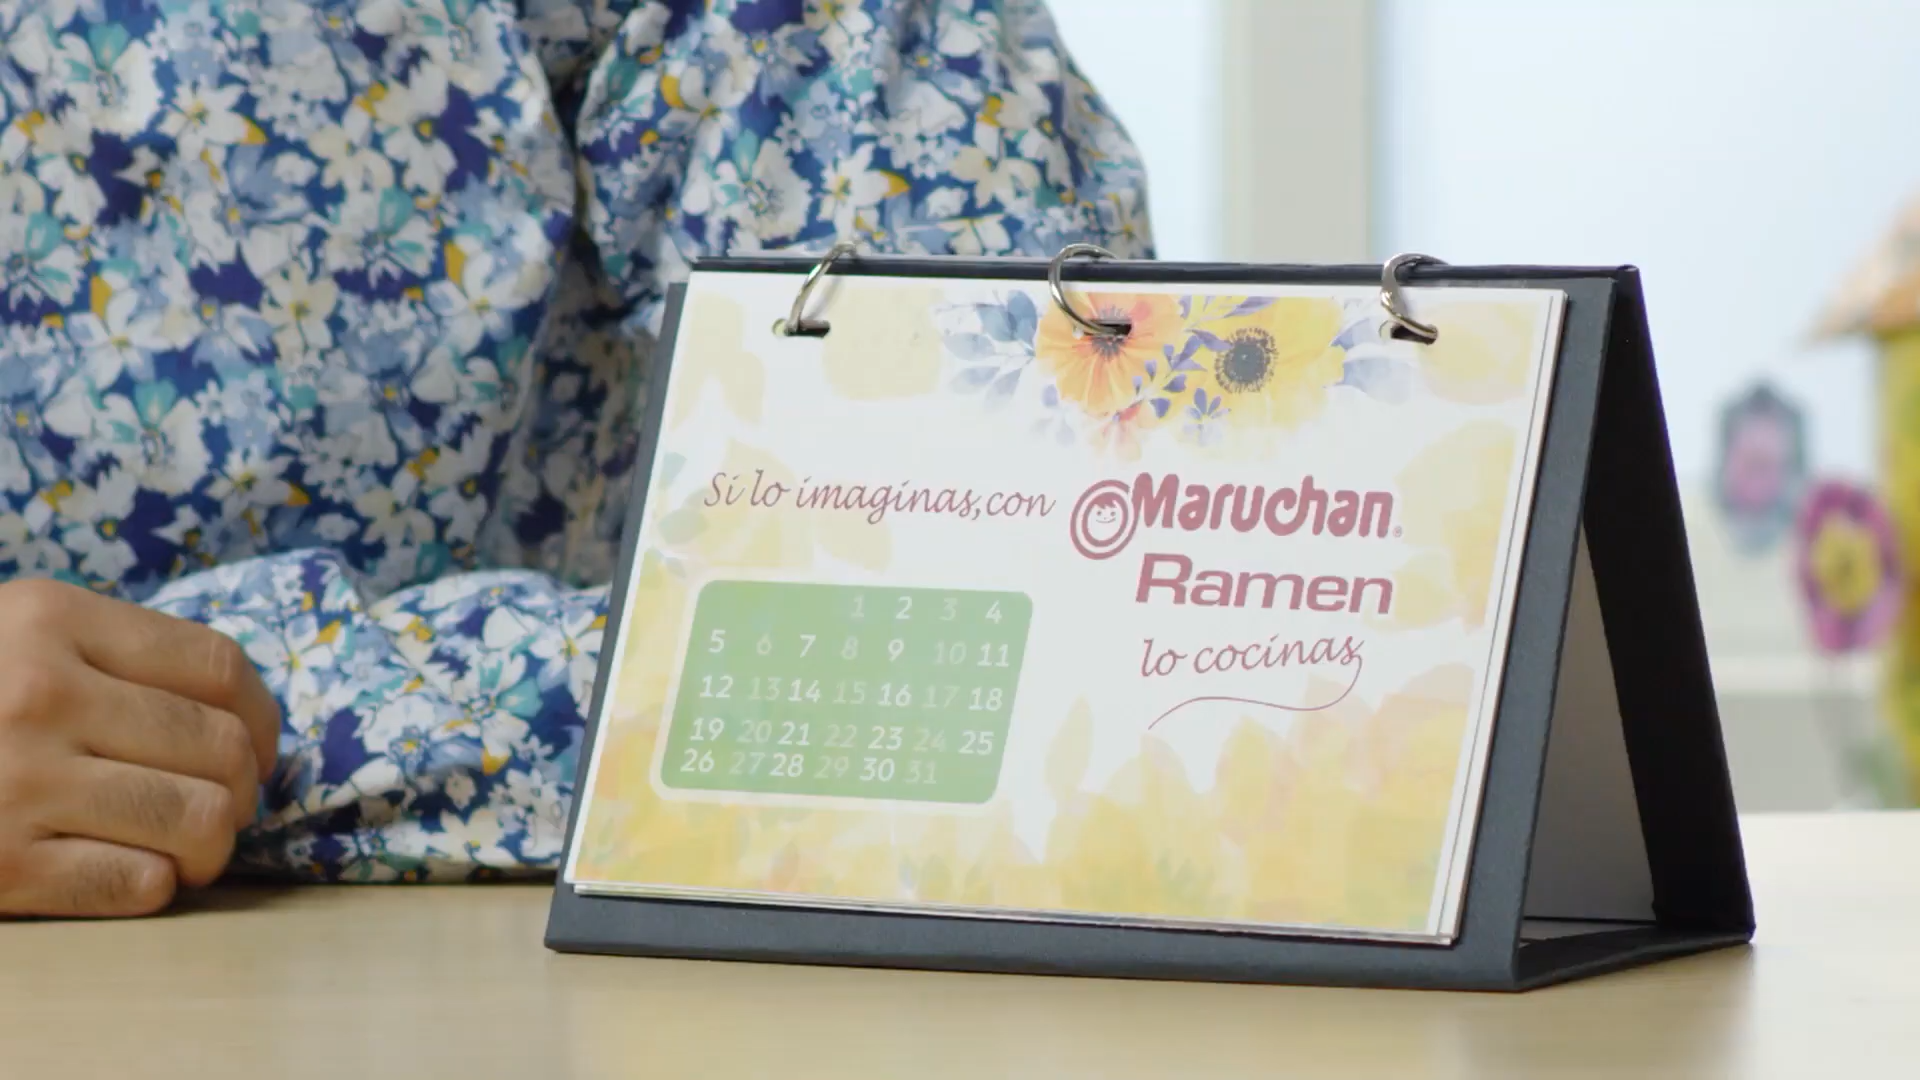 Si lo imaginas, con Maruchan®
Ramen
lo cocinas
1 2 3 4
5 6 7 8 9 10 11
12 13 14 15 16 17 18
19 20 21 22 23 24 25
26 27 28 29 30 31